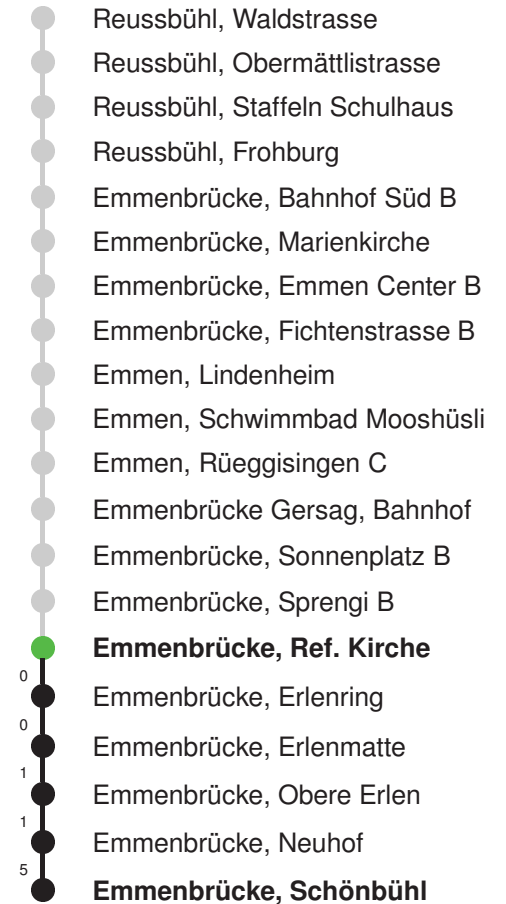 Reussbühl, Waldstrasse
Reussbühl, Obermättlistrasse
Reussbühl, Staffeln Schulhaus
Reussbühl, Frohburg
Emmenbrücke, Bahnhof Süd B
Emmenbrücke, Marienkirche
Emmenbrücke, Emmen Center B
Emmenbrücke, Fichtenstrasse B
Emmen, Lindenheim
Emmen, Schwimmbad Mooshüsli
Emmen, Rüeggisingen C
Emmenbrücke Gersag, Bahnhof
Emmenbrücke, Sonnenplatz B
Emmenbrücke, Sprengi B
Emmenbrücke, Ref. Kirche
0
Emmenbrücke, Erlenring
0
Emmenbrücke, Erlenmatte
1
Emmenbrücke, Obere Erlen
1
Emmenbrücke, Neuhof
5
Emmenbrücke, Schönbühl